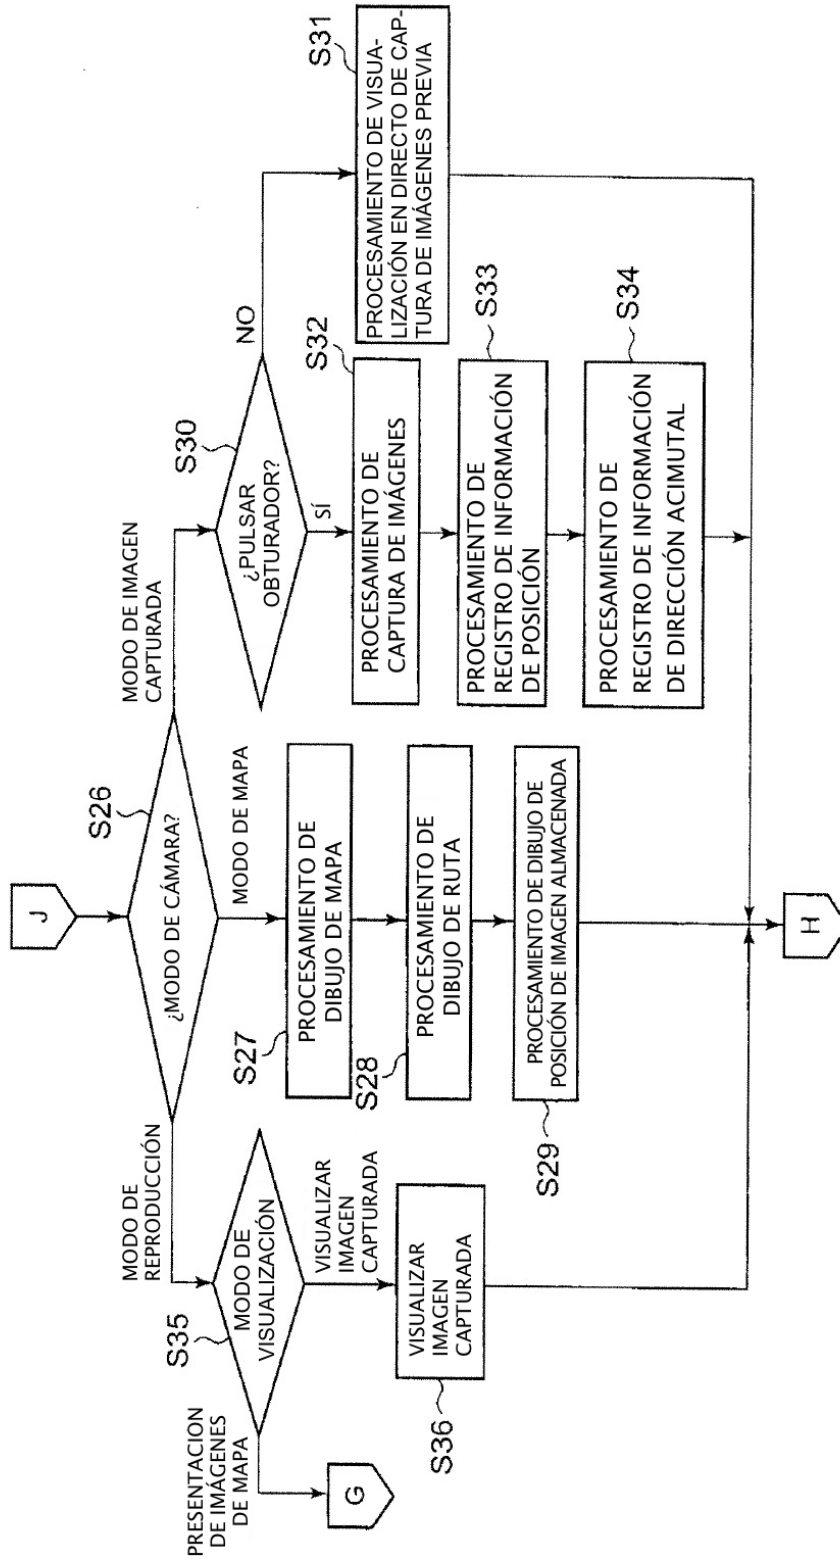 J
S26
¿MODO DE CÁMARA?
MODO DE
REPRODUCCIÓN
MODO DE MAPA
MODO DE IMAGEN
CAPTURADA
S35
MODO DE
VISUALIZACIÓN
PRESENTACION
DE IMÁGENES
DE MAPA
G
VISUALIZAR
IMAGEN
CAPTURADA
S36
VISUALIZAR
IMAGEN
CAPTURADA
S27
PROCESAMIENTO DE
DIBUJO DE MAPA
S28
PROCESAMIENTO DE
DIBUJO DE RUTA
S29
PROCESAMIENTO DE DIBUJO DE
POSICIÓN DE IMAGEN ALMACENADA
S30
¿PULSAR
OBTURADOR?
NO
SÍ
S31
PROCESAMIENTO DE VISUA-
LIZACIÓN EN DIRECTO DE CAP-
TURA DE IMÁGENES PREVIA
S32
PROCESAMIENTO DE
CAPTURA DE IMÁGENES
S33
PROCESAMIENTO DE
REGISTRO DE INFORMACIÓN
DE POSICIÓN
S34
PROCESAMIENTO DE
REGISTRO DE INFORMACIÓN
DE DIRECCIÓN ACIMUTAL
H